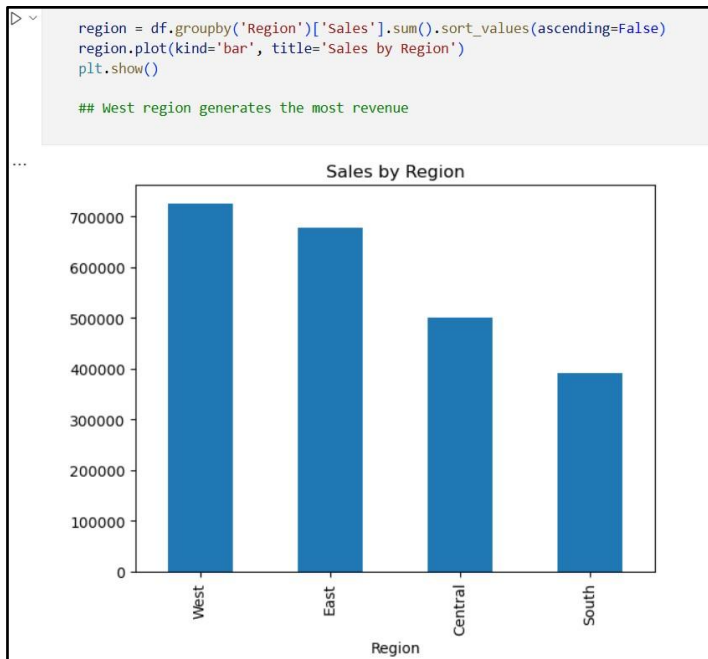 region = df.groupby('Region')['Sales'].sum().sort_values(ascending=False)
region.plot(kind='bar', title='Sales by Region')
plt.show()
## West region generates the most revenue
...
Sales by Region
700000
600000
500000
400000
300000
200000
100000
0
West East Central South
Region